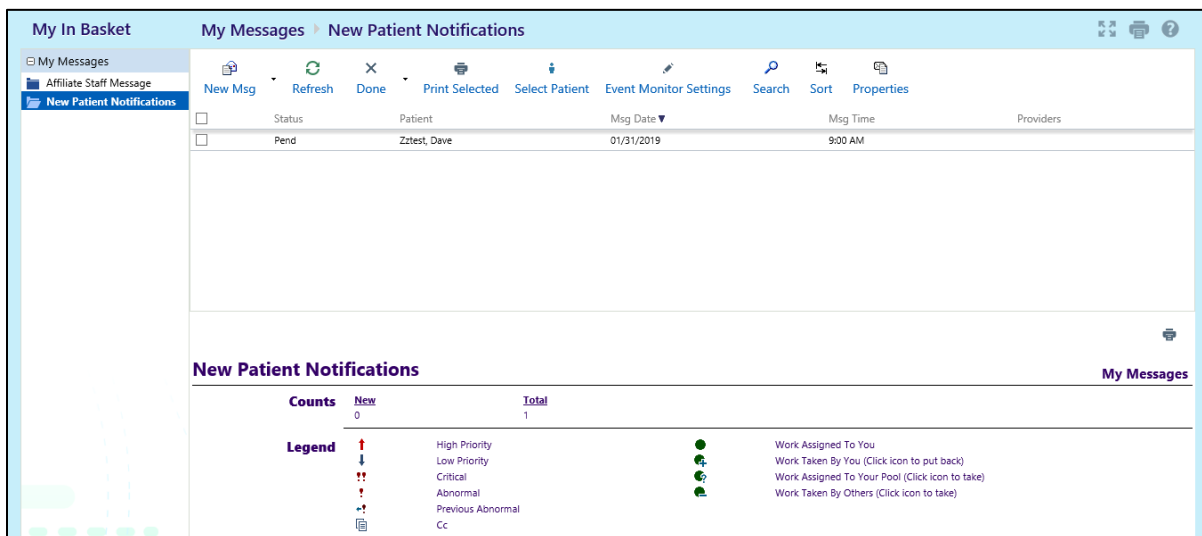 My In Basket
My Messages New Patient Notifications
My Messages
Affiliate Staff Message
New Patient Notifications
New Msg Refresh Done Print Selected Select Patient Event Monitor Settings Search Sort Properties
Status Patient Msg Date Msg Time Providers
Pend Zztest, Dave 01/31/2019 9:00 AM
New Patient Notifications
My Messages
Counts New Total
0 1
Legend High Priority Work Assigned To You
Low Priority Work Taken By You (Click icon to put back)
Critical Work Assigned To Your Pool (Click icon to take)
Abnormal Work Taken By Others (Click icon to take)
Previous Abnormal
Cc